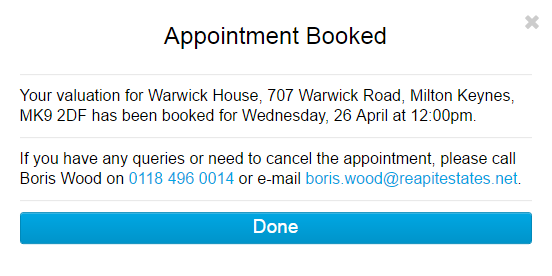 Appointment Booked
Your valuation for Warwick House, 707 Warwick Road, Milton Keynes,
MK9 2DF has been booked for Wednesday, 26 April at 12:00pm.
If you have any queries or need to cancel the appointment, please call
Boris Wood on 0118 496 0014 or e-mail boris.wood@reapitestates.net.
Done